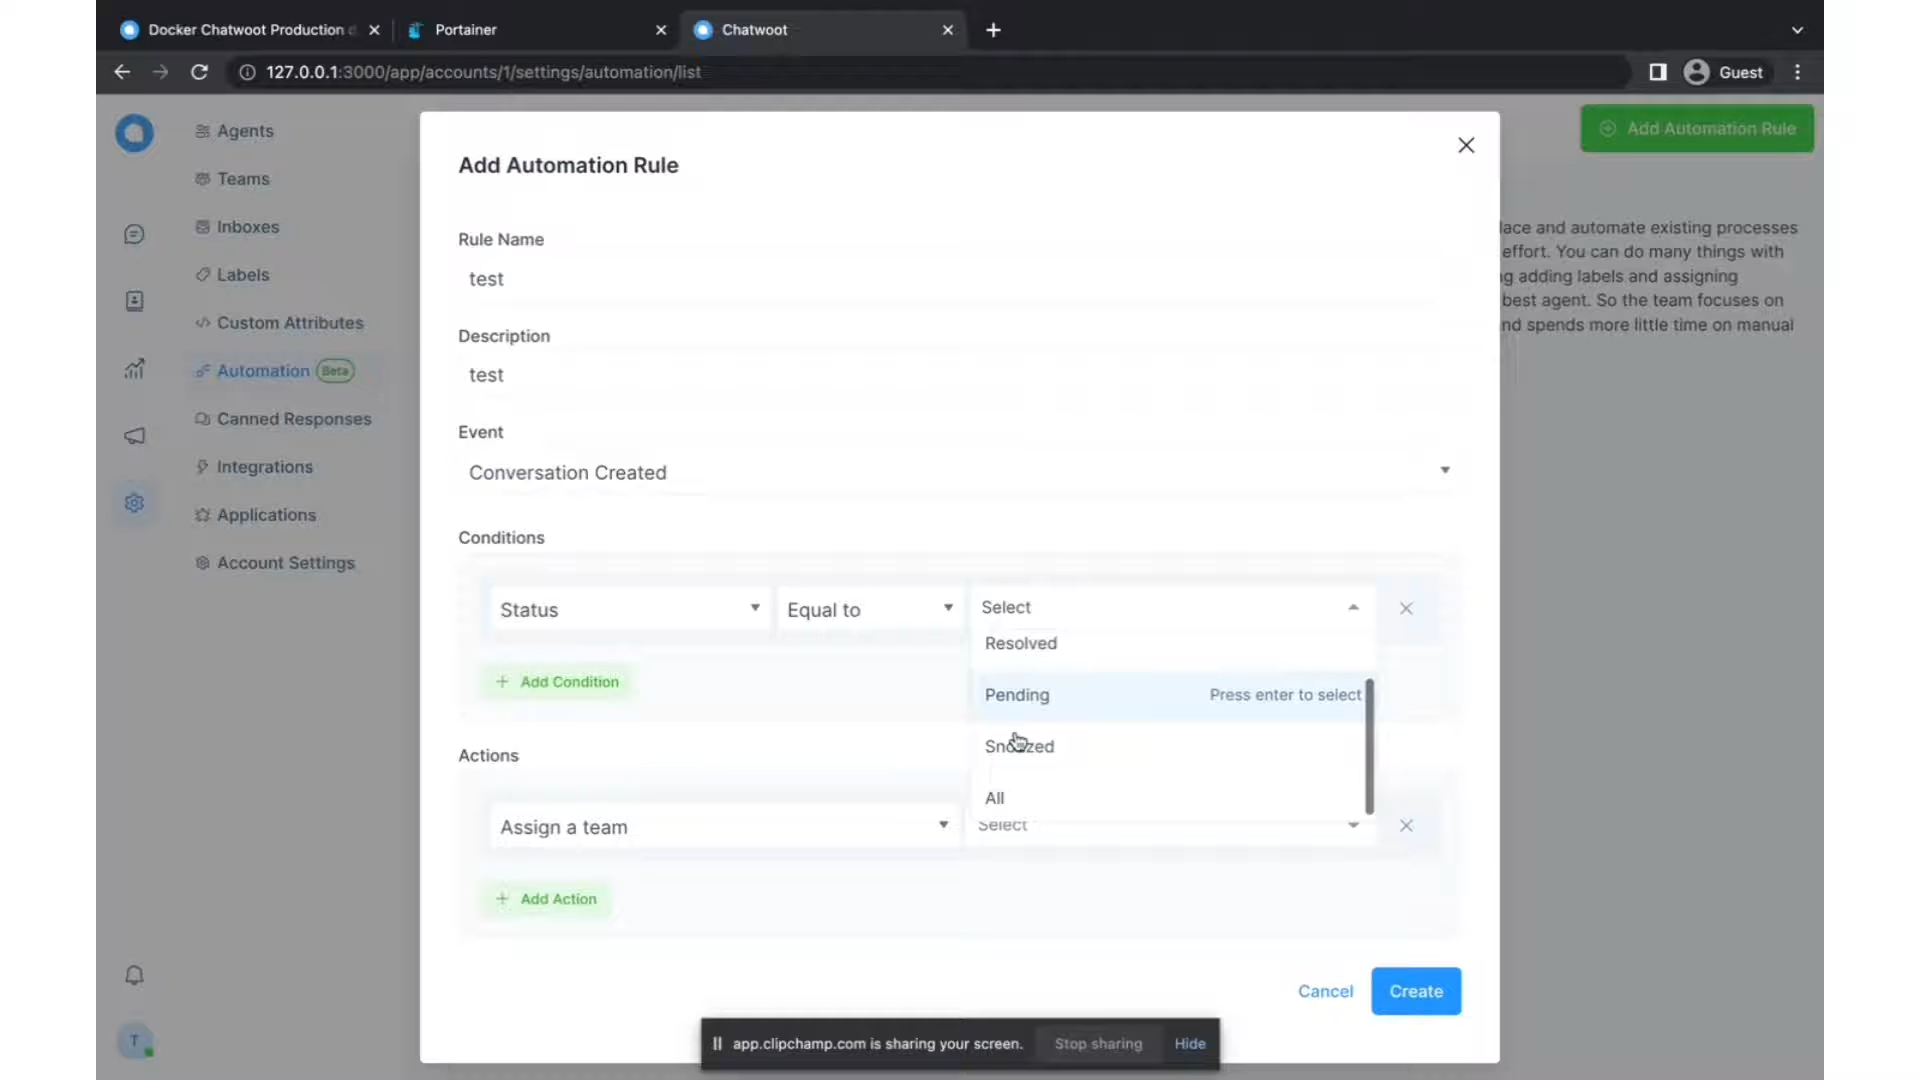 Docker Chatwoot Production
Portainer
Chatwoot
127.0.0.1:3000/app/accounts/1/settings/automation/list
Guest
Agents
Teams
Inboxes
Labels
Custom Attributes
Automation Beta
Canned Responses
Integrations
Applications
Account Settings
T
Add Automation Rule
lace and automate existing processes
effort. You can do many things with
ng adding labels and assigning
best agent. So the team focuses on
nd spends more little time on manual
Add Automation Rule
Rule Name
test
Description
test
Event
Conversation Created
Conditions
Status
Equal to
Select
Resolved
Pending
Press enter to select
Snoozed
All
+ Add Condition
Actions
Assign a team
Select
+ Add Action
Cancel
Create
app.clipchamp.com is sharing your screen.
Stop sharing
Hide